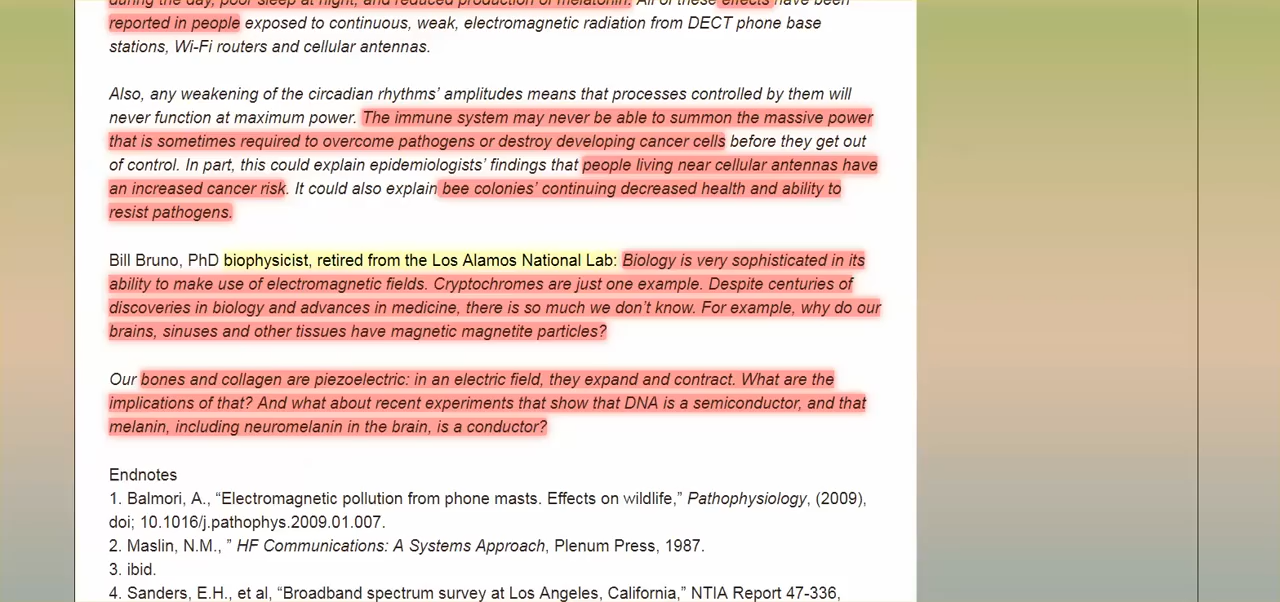 during the day, poor sleep at night, and reduced production of melatonin. All of these effects have been
reported in people exposed to continuous, weak, electromagnetic radiation from DECT phone base
stations, Wi-Fi routers and cellular antennas.
Also, any weakening of the circadian rhythms’ amplitudes means that processes controlled by them will
never function at maximum power. The immune system may never be able to summon the massive power
that is sometimes required to overcome pathogens or destroy developing cancer cells before they get out
of control. In part, this could explain epidemiologists’ findings that people living near cellular antennas have
an increased cancer risk. It could also explain bee colonies’ continuing decreased health and ability to
resist pathogens.
Bill Bruno, PhD biophysicist, retired from the Los Alamos National Lab: Biology is very sophisticated in its
ability to make use of electromagnetic fields. Cryptochromes are just one example. Despite centuries of
discoveries in biology and advances in medicine, there is so much we don’t know. For example, why do our
brains, sinuses and other tissues have magnetic magnetite particles?
Our bones and collagen are piezoelectric: in an electric field, they expand and contract. What are the
implications of that? And what about recent experiments that show that DNA is a semiconductor, and that
melanin, including neuromelanin in the brain, is a conductor?
Endnotes
1. Balmori, A., “Electromagnetic pollution from phone masts. Effects on wildlife,” Pathophysiology, (2009),
doi; 10.1016/j.pathophys.2009.01.007.
2. Maslin, N.M., ” HF Communications: A Systems Approach, Plenum Press, 1987.
3. ibid.
4. Sanders, E.H., et al, “Broadband spectrum survey at Los Angeles, California,” NTIA Report 47-336,